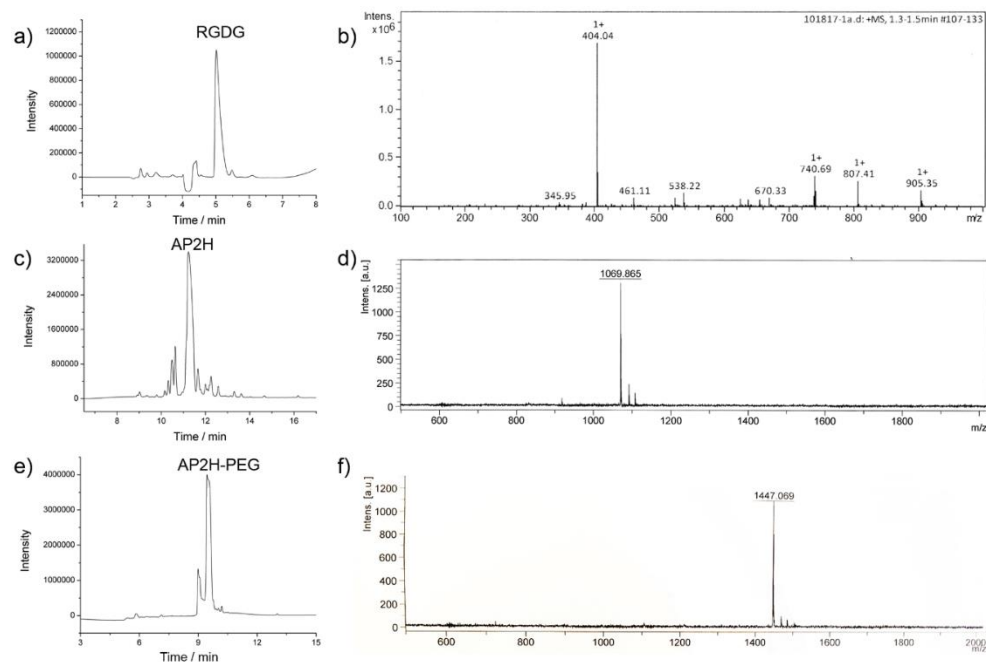 a)
RGDG
Intensity
1200000
1000000
800000
600000
400000
200000
0
1 2 3 4 5 6 7 8
Time / min
b)
Intens.
x10⁶
101817-1a.d: +MS, 1.3-1.5min #107-133
1.5
1.0
0.5
0.0
1+
404.04
345.95
461.11
538.22
670.33
1+
740.69
1+
807.41
1+
905.35
100 200 300 400 500 600 700 800 900 m/z
c)
AP2H
Intensity
3200000
2400000
1600000
800000
0
8 10 12 14 16
Time / min
d)
Intens. [a.u.]
1250
1000
750
500
250
0
1069.865
600 800 1000 1200 1400 1600 1800
m/z
e)
AP2H-PEG
Intensity
4000000
3000000
2000000
1000000
0
3 6 9 12 15
Time / min
f)
Intens. [a.u.]
1200
1000
800
600
400
200
0
1447.069
600 800 1000 1200 1400 1600 1800 2000
m/z